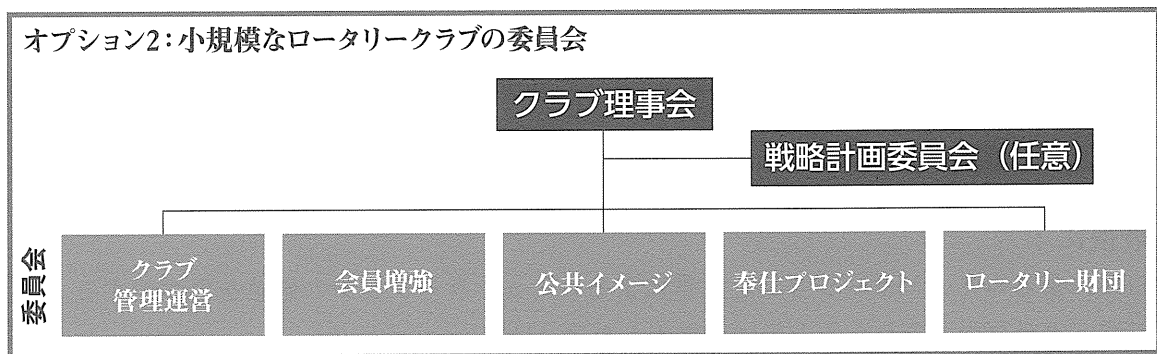 オプション2:小規模なロータリークラブの委員会
クラブ理事会
戦略計画委員会(任意)
委員会
クラブ
管理運営
会員増強
公共イメージ
奉仕プロジェクト
ロータリー財団